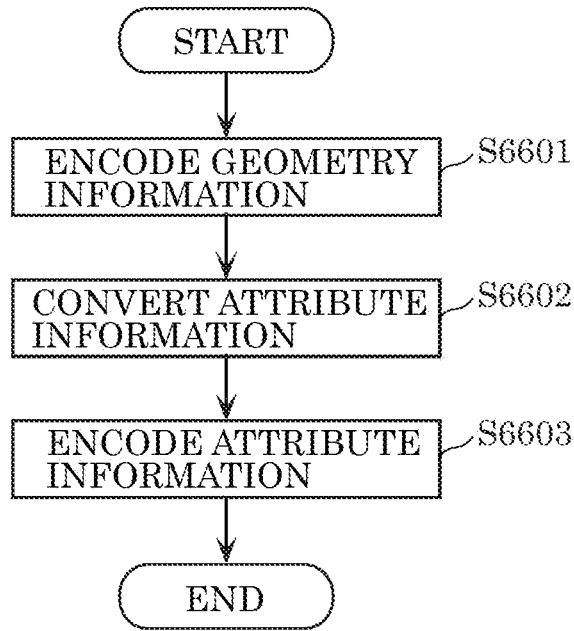 START
ENCODE GEOMETRY
INFORMATION
S6601
CONVERT ATTRIBUTE
INFORMATION
S6602
ENCODE ATTRIBUTE
INFORMATION
S6603
END